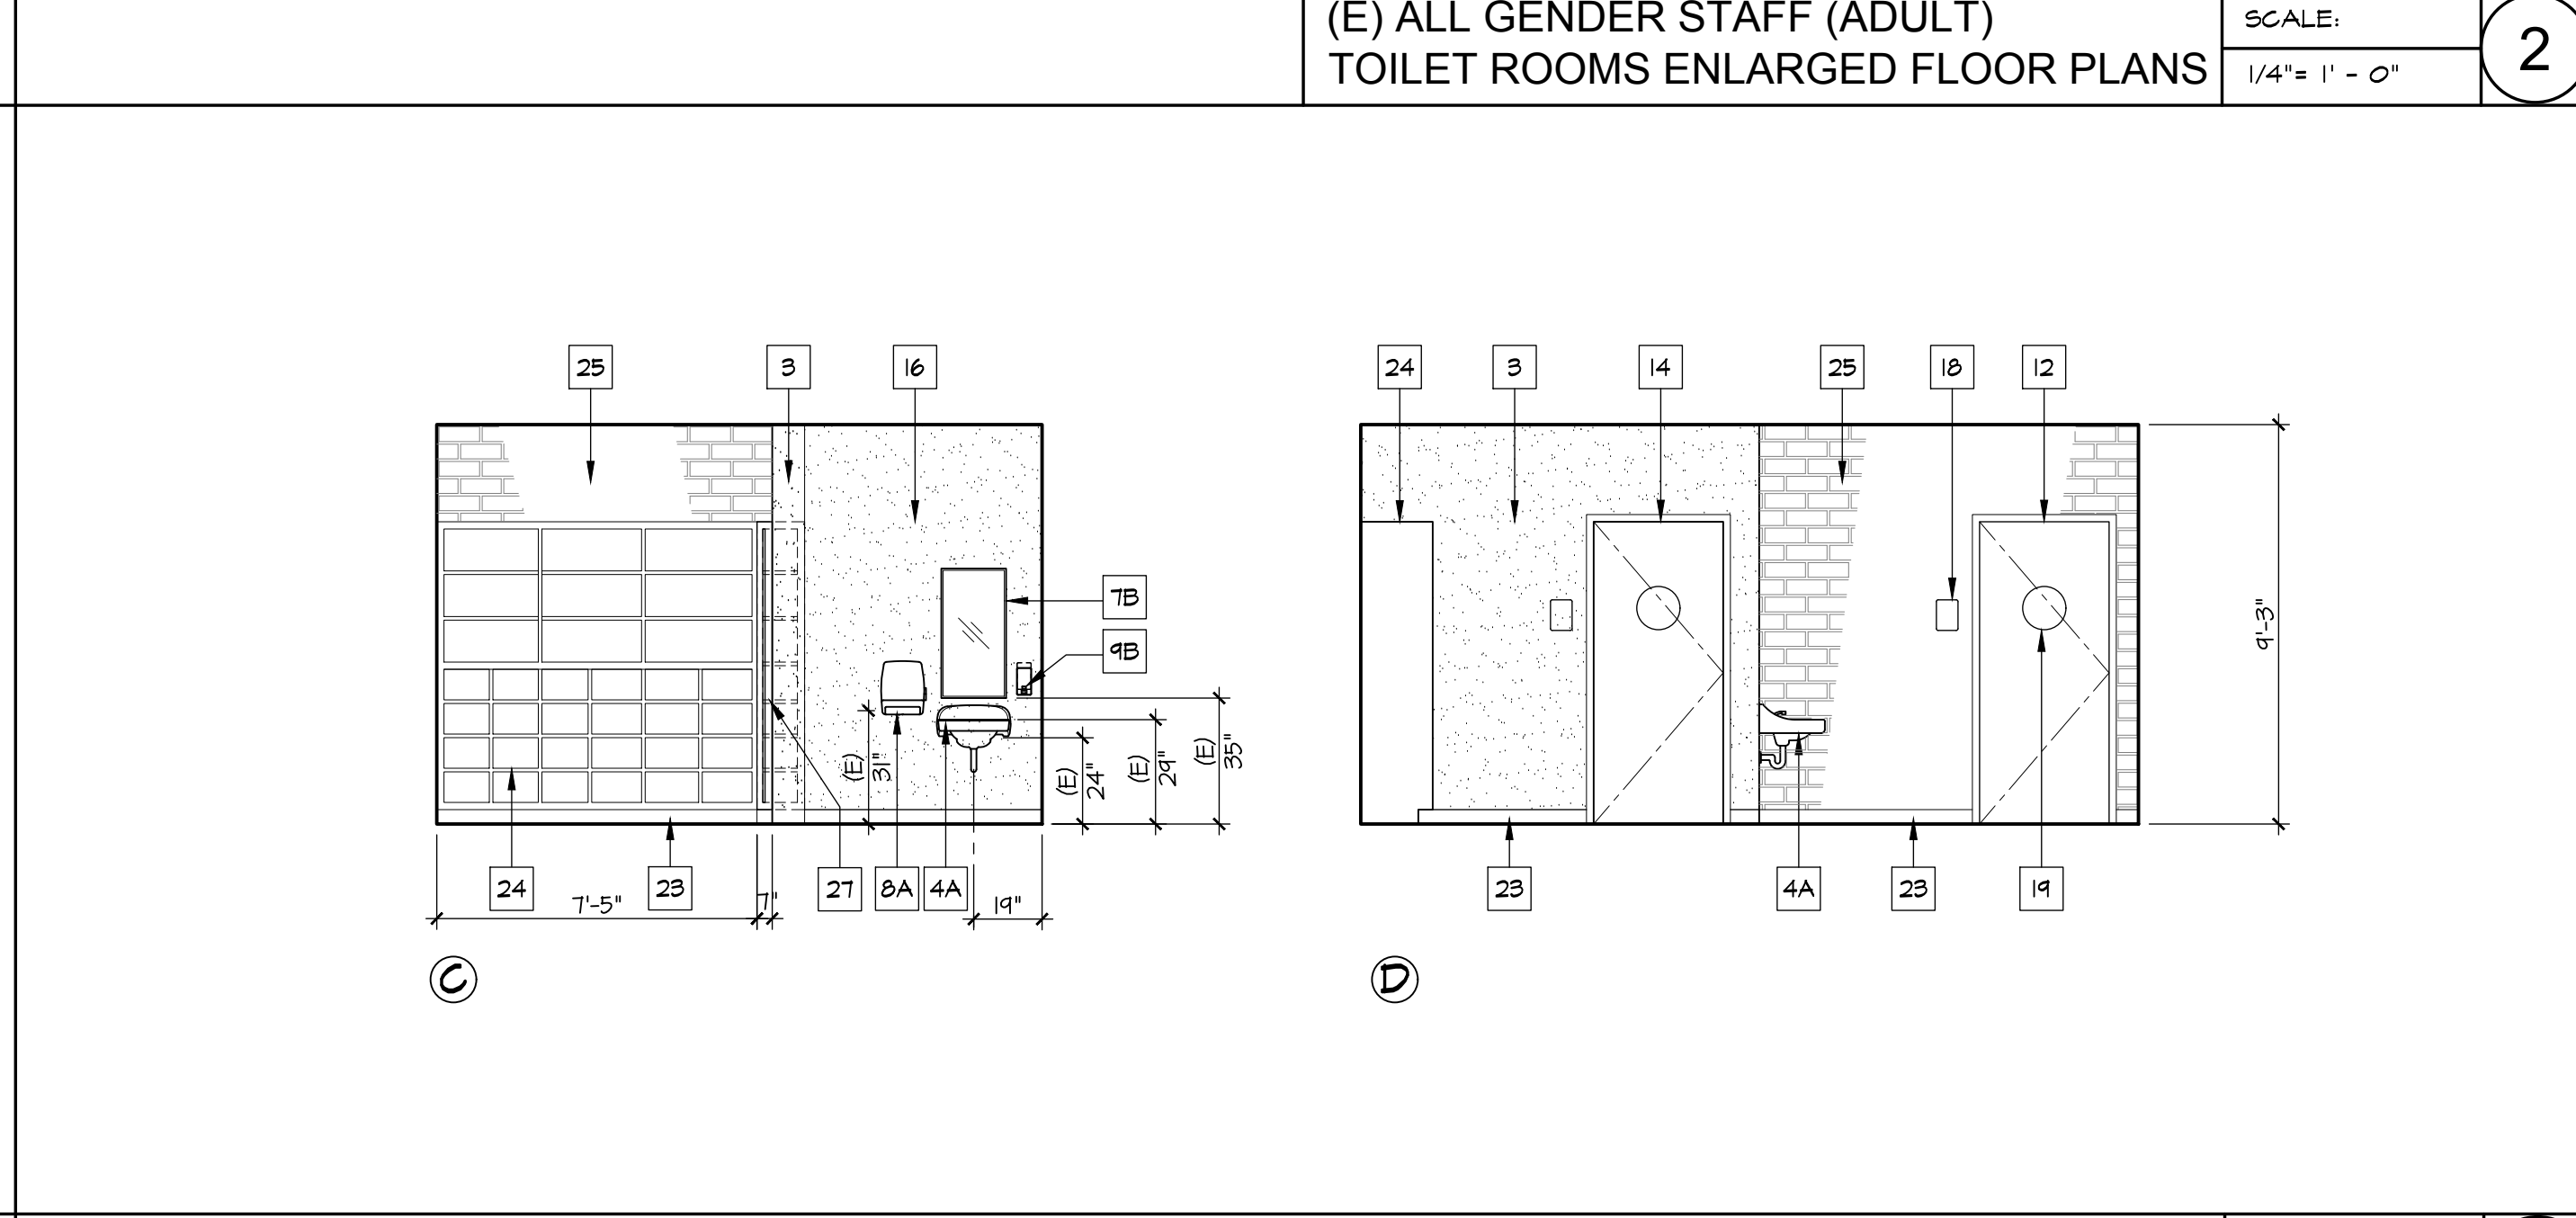 (E) ALL GENDER STAFF (ADULT)
TOILET ROOMS ENLARGED FLOOR PLANS
SCALE:
1/4"= 1' - 0"
2
25
3
16
7B
9B
(E)
31"
(E)
24"
(E)
29"
(E)
35"
24
23
27
8A
4A
7'-5"
7"
19"
C
24
3
14
25
18
12
9'-3"
23
4A
23
19
D